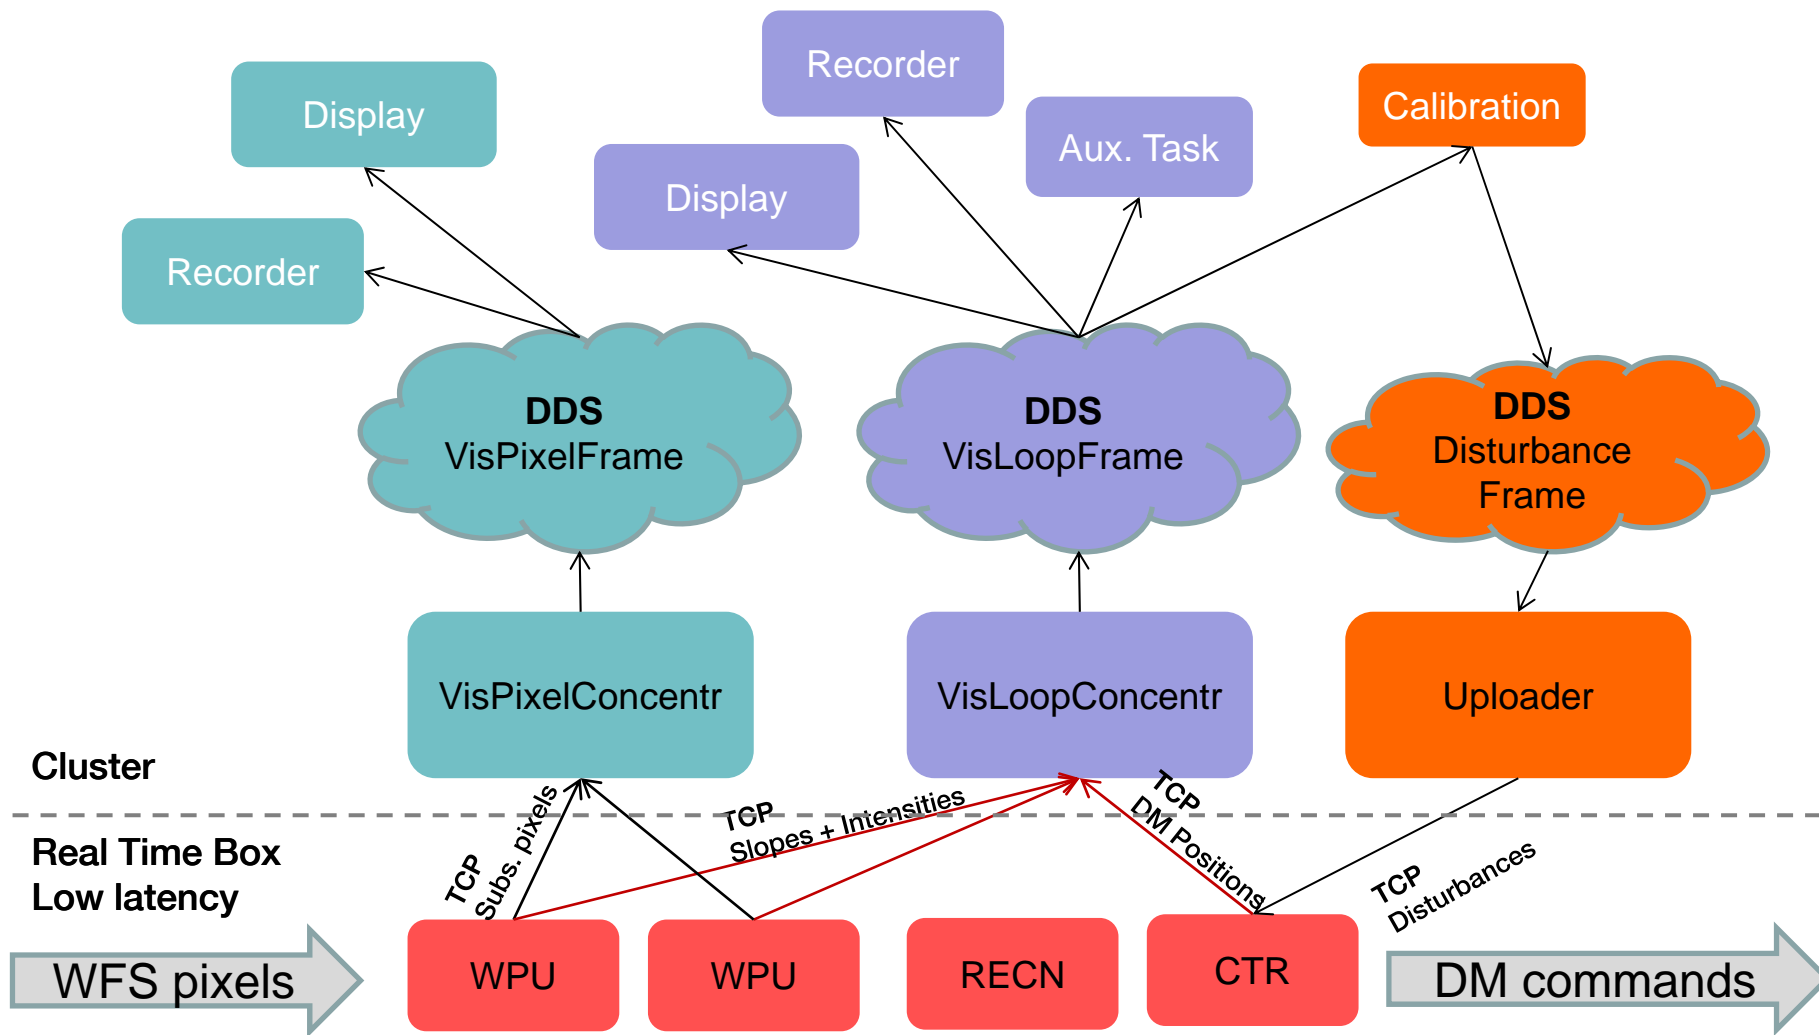 Recorder
Display
Calibration
Aux. Task
Display
Recorder
DDS
VisPixelFrame
DDS
VisLoopFrame
DDS
Disturbance
Frame
VisPixelConcentr
VisLoopConcentr
Uploader
Cluster
TCP
Subs. pixels
TCP
Slopes + Intensities
TCP
DM Positions
TCP
Disturbances
Real Time Box
Low latency
WFS pixels
WPU
WPU
RECN
CTR
DM commands